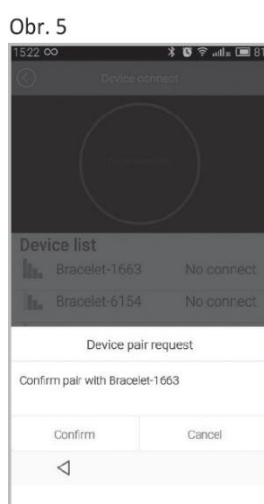 Obr. 5
1522 81
Device connect
Device list
Bracelet-1663 No connect
Bracelet-6154 No connect
Device pair request
Confirm pair with Bracelet-1663
Confirm Cancel